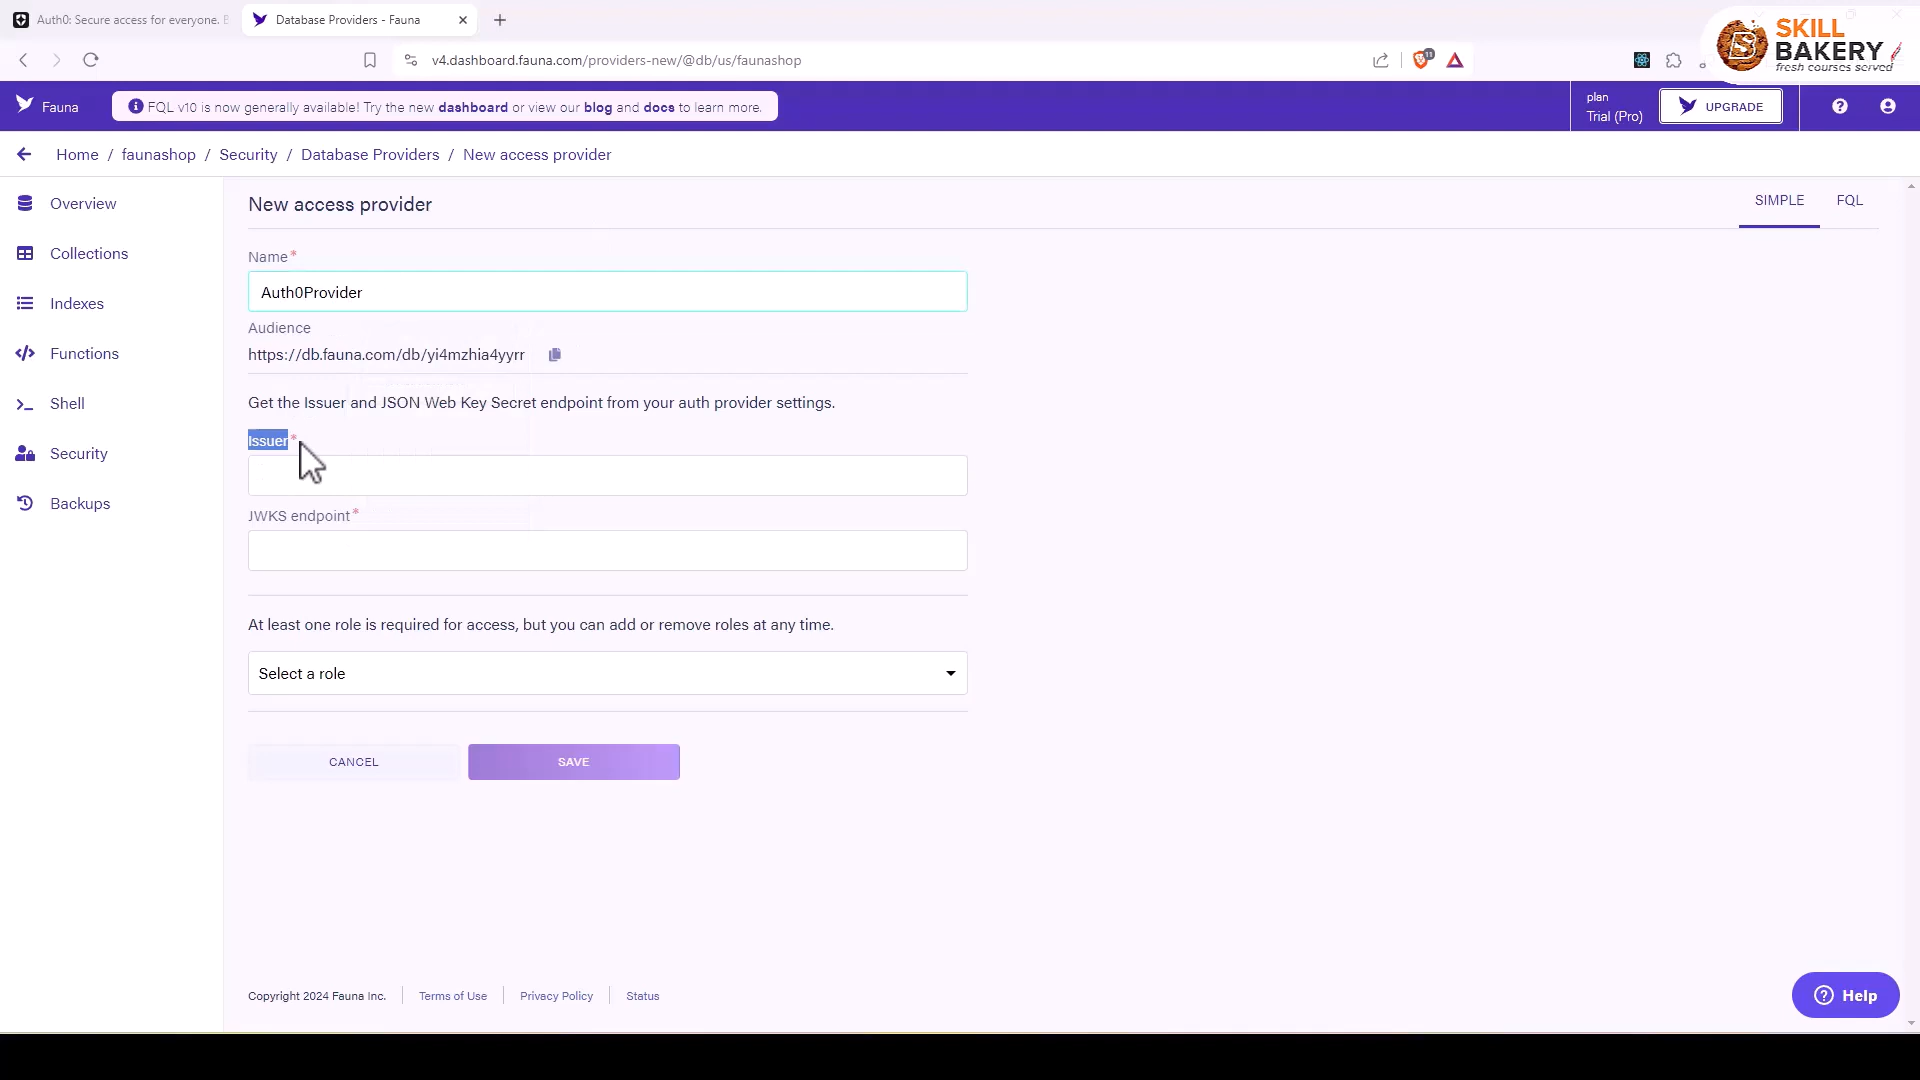 Auth0: Secure access for everyone. B
Database Providers - Fauna
v4.dashboard.fauna.com/providers-new/@db/us/faunashop
11
SKILL
BAKERY
fresh courses served
Fauna
FQL v10 is now generally available! Try the new dashboard or view our blog and docs to learn more.
plan
Trial (Pro)
UPGRADE
Home / faunashop / Security / Database Providers / New access provider
Overview
Collections
Indexes
Functions
Shell
Security
Backups
New access provider
SIMPLE
FQL
Name*
Auth0Provider
Audience
https://db.fauna.com/db/yi4mzhia4yyrr
Get the Issuer and JSON Web Key Secret endpoint from your auth provider settings.
Issuer*
JWKS endpoint*
At least one role is required for access, but you can add or remove roles at any time.
Select a role
CANCEL
SAVE
Copyright 2024 Fauna Inc.
Terms of Use
Privacy Policy
Status
Help